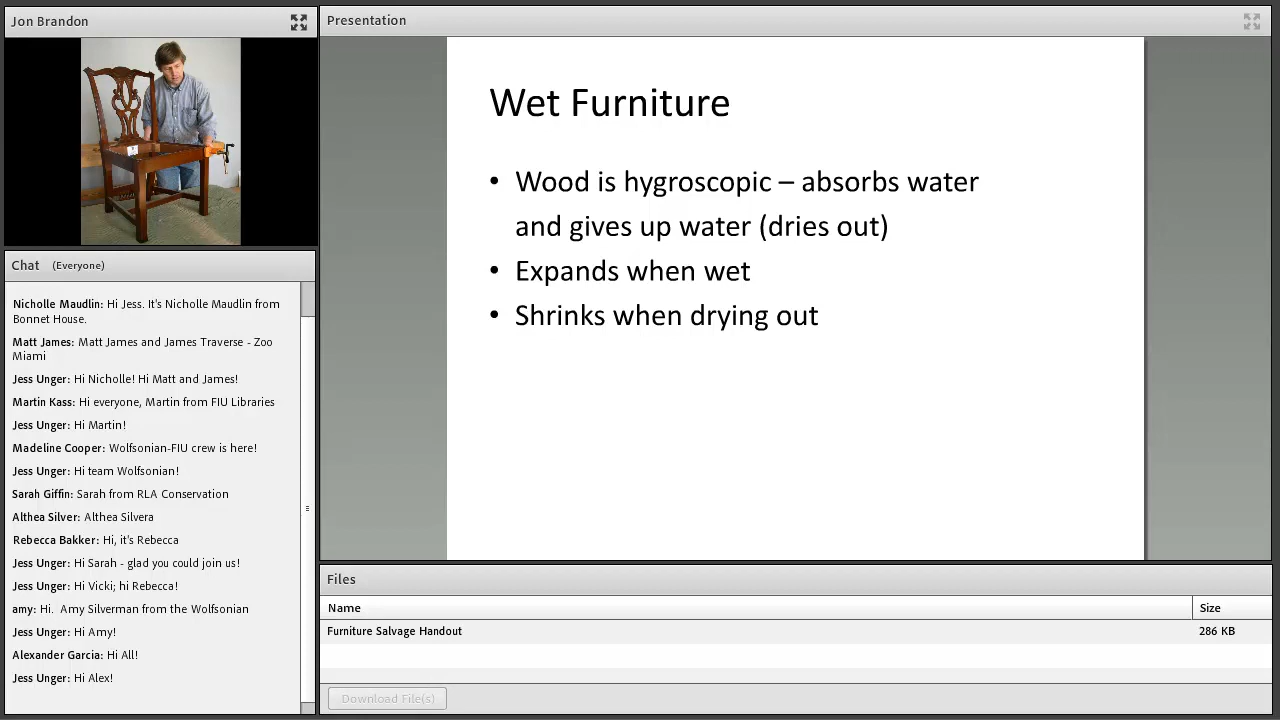 Jon Brandon
Presentation
Wet Furniture
• Wood is hygroscopic – absorbs water
and gives up water (dries out)
• Expands when wet
• Shrinks when drying out
Chat (Everyone)
Nicholle Maudlin: Hi Jess. It's Nicholle Maudlin from
Bonnet House.
Matt James: Matt James and James Traverse - Zoo
Miami
Jess Unger: Hi Nicholle! Hi Matt and James!
Martin Kass: Hi everyone, Martin from FIU Libraries
Jess Unger: Hi Martin!
Madeline Cooper: Wolfsonian-FIU crew is here!
Jess Unger: Hi team Wolfsonian!
Sarah Giffin: Sarah from RLA Conservation
Althea Silver: Althea Silvera
Rebecca Bakker: Hi, it's Rebecca
Jess Unger: Hi Sarah - glad you could join us!
Jess Unger: Hi Vicki; hi Rebecca!
amy: Hi.  Amy Silverman from the Wolfsonian
Jess Unger: Hi Amy!
Alexander Garcia: Hi All!
Jess Unger: Hi Alex!
Files
Name Size
Furniture Salvage Handout 286 KB
Download File(s)